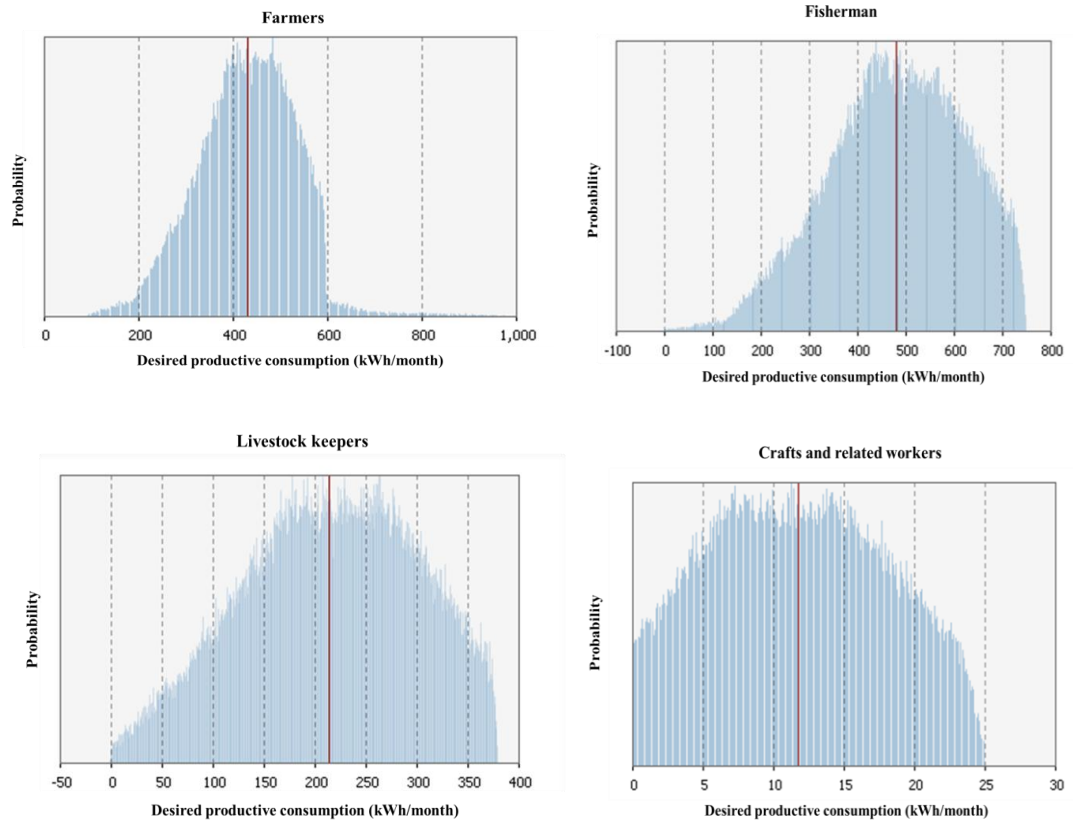 Farmers
Probability
0 200 400 600 800 1,000
Desired productive consumption (kWh/month)
Fisherman
Probability
-100 0 100 200 300 400 500 600 700 800
Desired productive consumption (kWh/month)
Livestock keepers
Probability
-50 0 50 100 150 200 250 300 350 400
Desired productive consumption (kWh/month)
Crafts and related workers
Probability
0 5 10 15 20 25 30
Desired productive consumption (kWh/month)